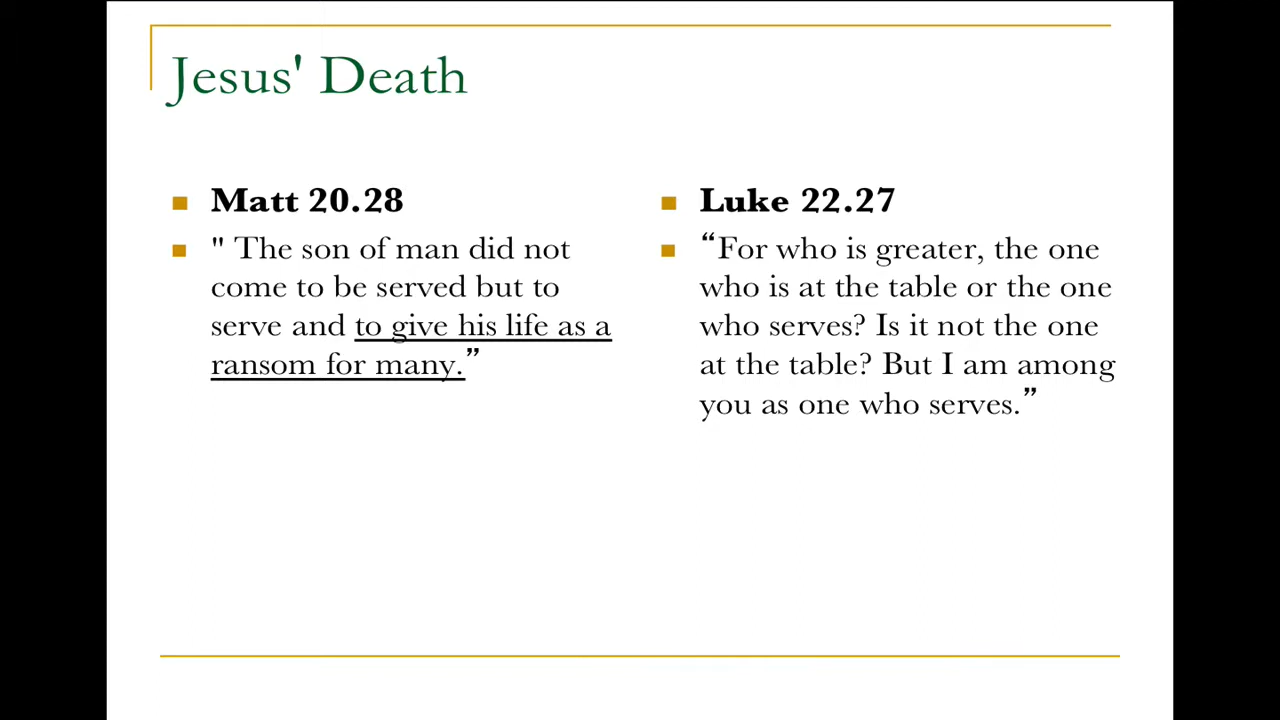 Jesus' Death
Matt 20.28
" The son of man did not
come to be served but to
serve and to give his life as a
ransom for many.”
Luke 22.27
“For who is greater, the one
who is at the table or the one
who serves? Is it not the one
at the table? But I am among
you as one who serves.”